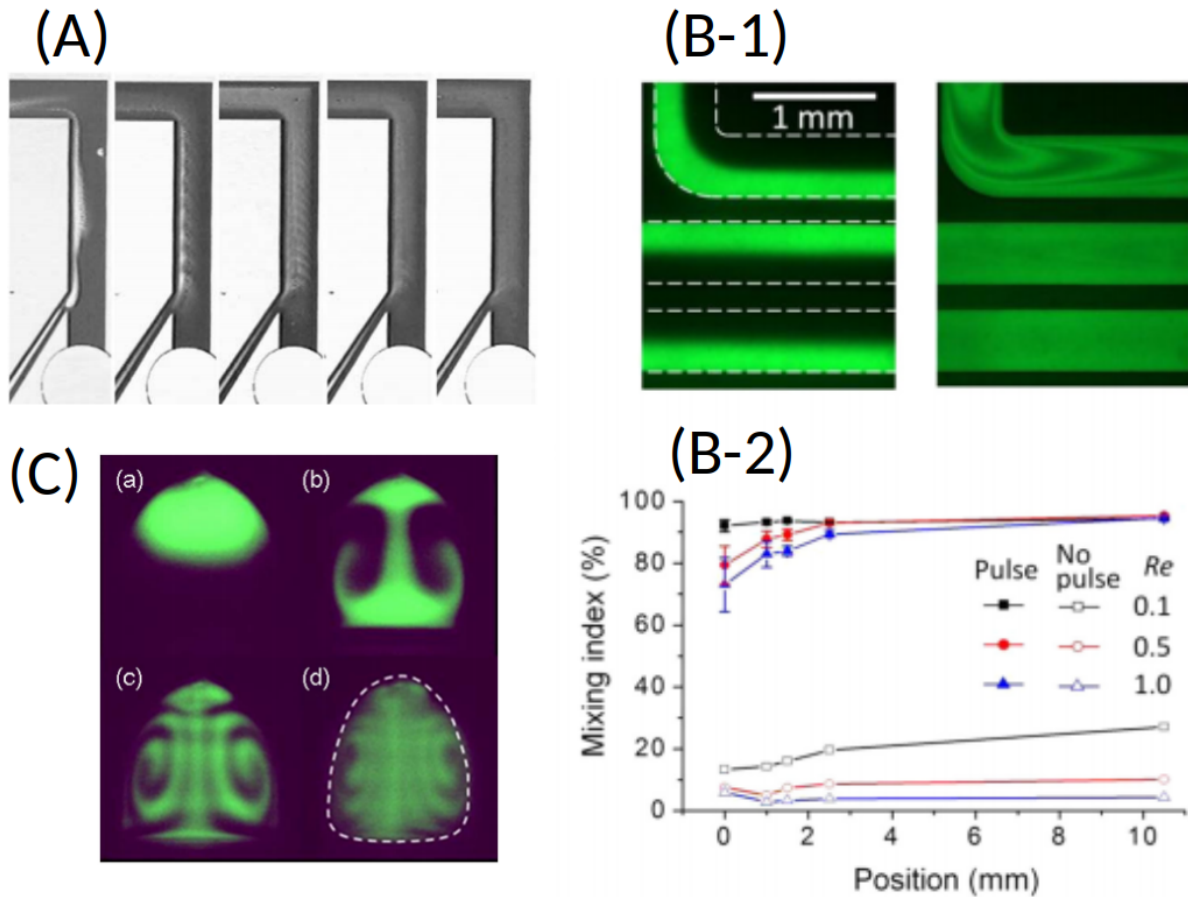 (A)
(B-1)
1 mm
(C)
(a)
(b)
(c)
(d)
(B-2)
Mixing index (%)
100
80
60
40
20
0
Pulse
No pulse
Re
0.1
0.5
1.0
0
2
4
6
8
10
Position (mm)